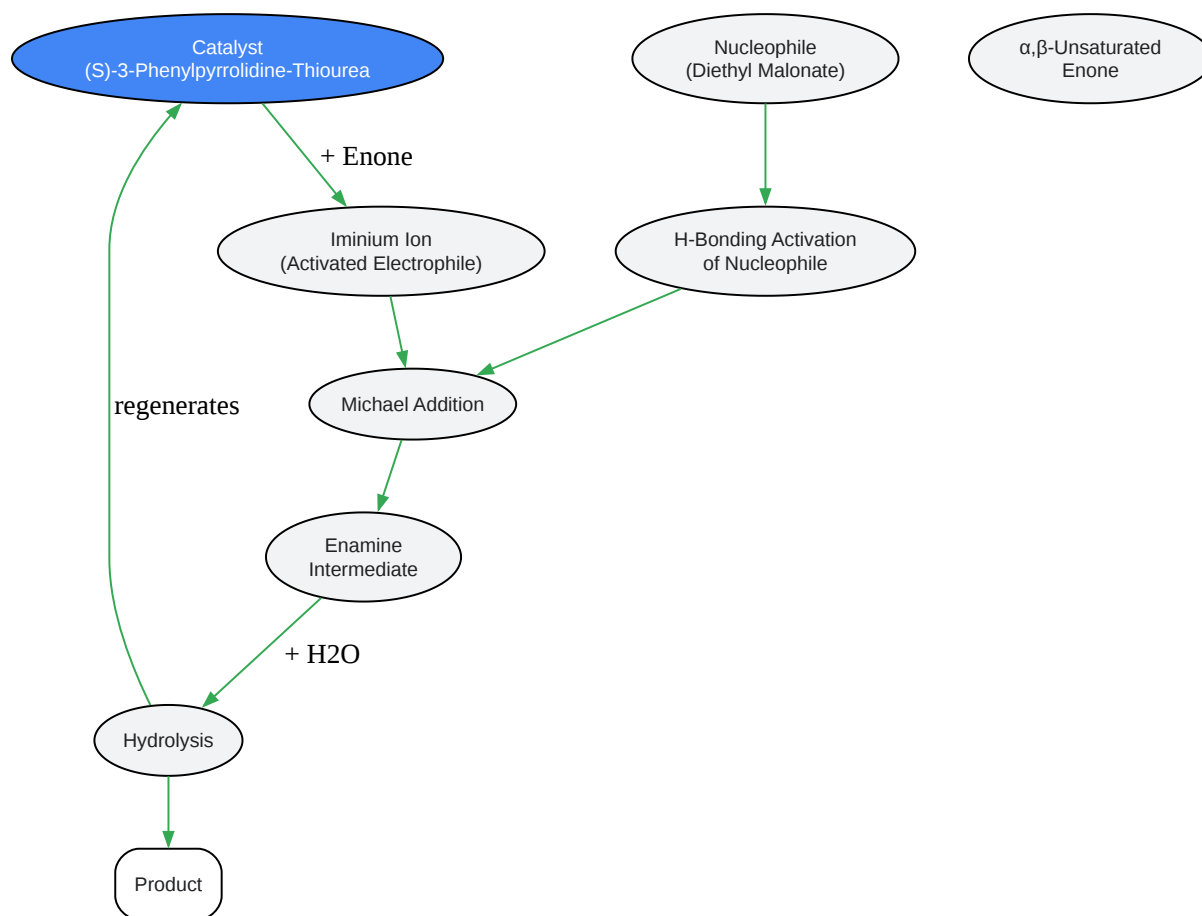 Catalyst
(S)-3-Phenylpyrrolidine-Thiourea
Nucleophile
(Diethyl Malonate)
α,β-Unsaturated
Enone
+ Enone
Iminium Ion
(Activated Electrophile)
H-Bonding Activation
of Nucleophile
regenerates
Michael Addition
Enamine
Intermediate
+ H2O
Hydrolysis
Product